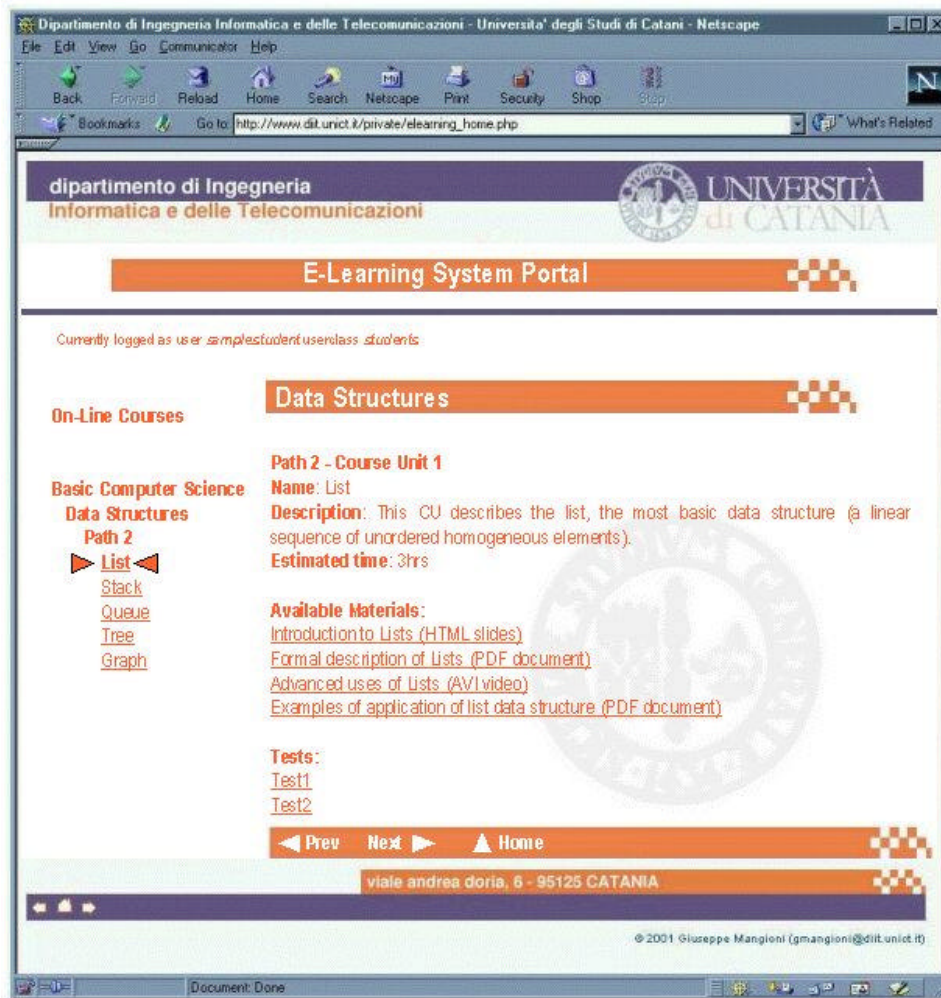 Dipartimento di Ingegneria Informatica e delle Telecomunicazioni - Universita' degli Studi di Catani - Netscape
File Edit View Go Communicator Help
Back Forward Reload Home Search Netscape Print Security Shop Stop
Bookmarks Go to: http://www.diit.unict.it/private/elearning_home.php What's Related
dipartimento di Ingegneria
Informatica e delle Telecomunicazioni
UNIVERSITÀ
di CATANIA
E-Learning System Portal
Currently logged as user samplestudent userclass students
On-Line Courses
Basic Computer Science
Data Structures
Path 2
List
Stack
Queue
Tree
Graph
Data Structures
Path 2 - Course Unit 1
Name: List
Description: This CU describes the list, the most basic data structure (a linear
sequence of unordered homogeneous elements).
Estimated time: 3hrs
Available Materials:
Introduction to Lists (HTML slides)
Formal description of Lists (PDF document)
Advanced uses of Lists (AVI video)
Examples of application of list data structure (PDF document)
Tests:
Test1
Test2
Prev Next Home
viale andrea doria, 6 - 95125 CATANIA
© 2001 Giuseppe Mangioni (gmangioni@diit.unict.it)
Document: Done